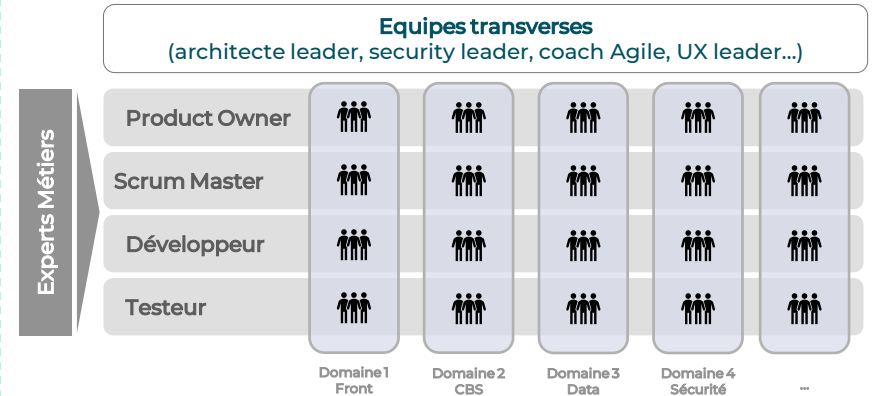 Equipes transverses
(architecte leader, security leader, coach Agile, UX leader...)
Experts Métiers
Product Owner
Scrum Master
Développeur
Testeur
Domaine 1
Front
Domaine 2
CBS
Domaine 3
Data
Domaine 4
Sécurité
...